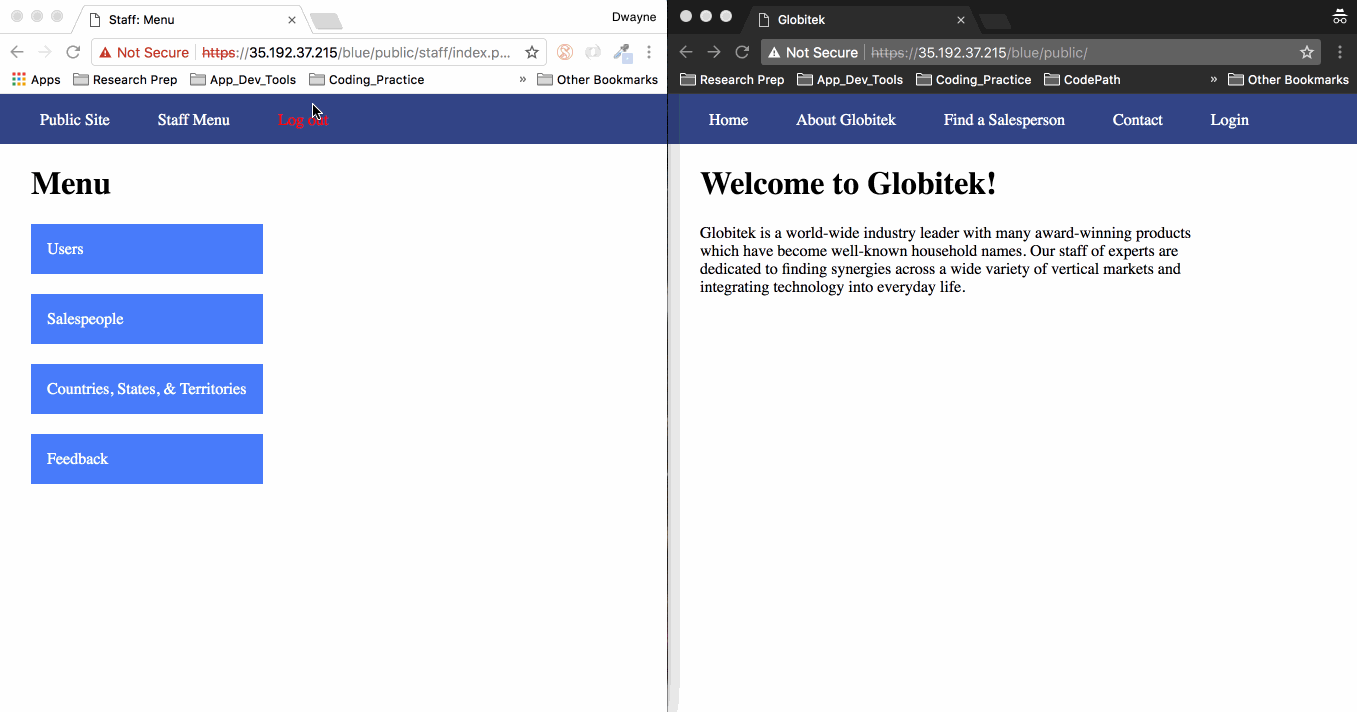 Staff: Menu
Dwayne
Not Secure https://35.192.37.215/blue/public/staff/index.p...
Apps Research Prep App_Dev_Tools Coding_Practice » Other Bookmarks
Public Site Staff Menu Log out
Menu
Users
Salespeople
Countries, States, & Territories
Feedback
Globitek
Not Secure https://35.192.37.215/blue/public/
Research Prep App_Dev_Tools Coding_Practice CodePath » Other Bookmarks
Home About Globitek Find a Salesperson Contact Login
Welcome to Globitek!
Globitek is a world-wide industry leader with many award-winning products
which have become well-known household names. Our staff of experts are
dedicated to finding synergies across a wide variety of vertical markets and
integrating technology into everyday life.